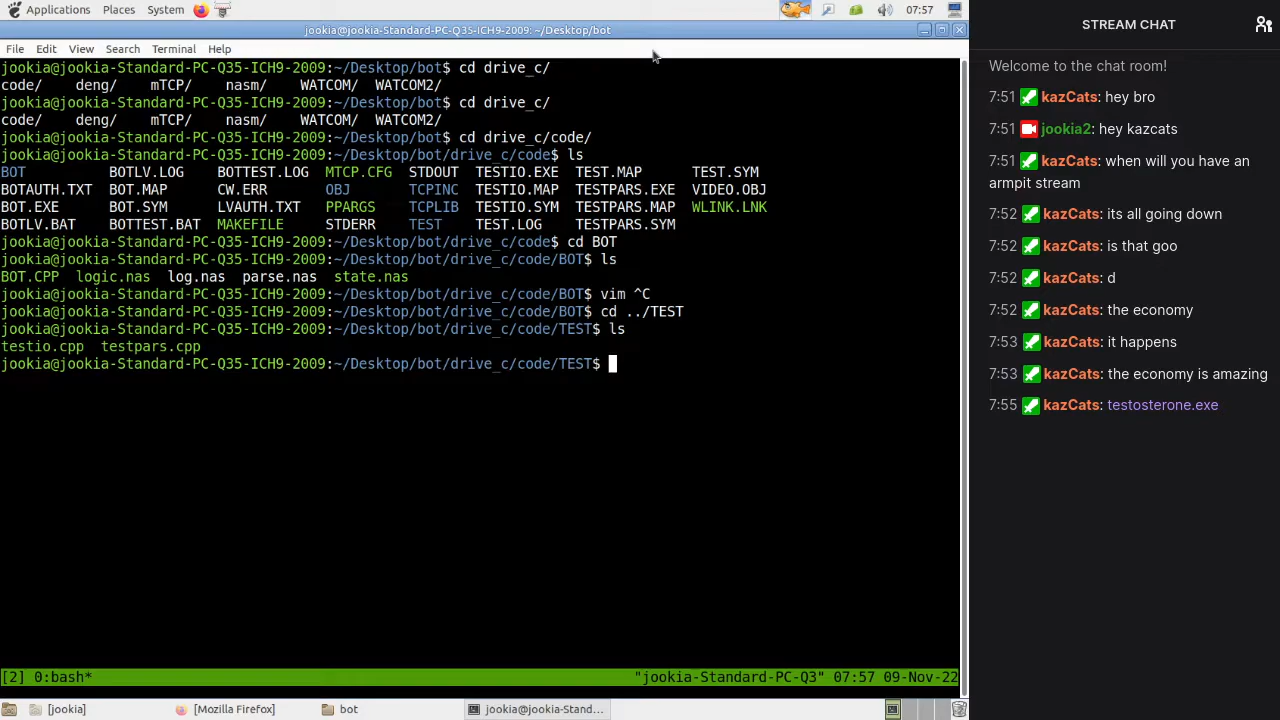 Applications Places System 07:57
jookia@jookia-Standard-PC-Q35-ICH9-2009: ~/Desktop/bot
File Edit View Search Terminal Help
jookia@jookia-Standard-PC-Q35-ICH9-2009:~/Desktop/bot$ cd drive_c/
code/ deng/ mTCP/ nasm/ WATCOM/ WATCOM2/
jookia@jookia-Standard-PC-Q35-ICH9-2009:~/Desktop/bot$ cd drive_c/
code/ deng/ mTCP/ nasm/ WATCOM/ WATCOM2/
jookia@jookia-Standard-PC-Q35-ICH9-2009:~/Desktop/bot$ cd drive_c/code/
jookia@jookia-Standard-PC-Q35-ICH9-2009:~/Desktop/bot/drive_c/code$ ls
BOT BOTLV.LOG BOTTEST.LOG MTCP.CFG STDOUT TESTIO.EXE TEST.MAP TEST.SYM
BOTAUTH.TXT BOT.MAP CW.ERR OBJ TCPINC TESTIO.MAP TESTPARS.EXE VIDEO.OBJ
BOT.EXE BOT.SYM LVAUTH.TXT PPARGS TCPLIB TESTIO.SYM TESTPARS.MAP WLINK.LNK
BOTLV.BAT BOTTEST.BAT MAKEFILE STDERR TEST TEST.LOG TESTPARS.SYM
jookia@jookia-Standard-PC-Q35-ICH9-2009:~/Desktop/bot/drive_c/code$ cd BOT
jookia@jookia-Standard-PC-Q35-ICH9-2009:~/Desktop/bot/drive_c/code/BOT$ ls
BOT.CPP logic.nas log.nas parse.nas state.nas
jookia@jookia-Standard-PC-Q35-ICH9-2009:~/Desktop/bot/drive_c/code/BOT$ vim ^C
jookia@jookia-Standard-PC-Q35-ICH9-2009:~/Desktop/bot/drive_c/code/BOT$ cd ../TEST
jookia@jookia-Standard-PC-Q35-ICH9-2009:~/Desktop/bot/drive_c/code/TEST$ ls
testio.cpp testpars.cpp
jookia@jookia-Standard-PC-Q35-ICH9-2009:~/Desktop/bot/drive_c/code/TEST$
[2] 0:bash* "jookia-Standard-PC-Q3" 07:57 09-Nov-22
[jookia] [Mozilla Firefox] bot jookia@jookia-Stand...
STREAM CHAT
Welcome to the chat room!
7:51 kazCats: hey bro
7:51 jookia2: hey kazcats
7:51 kazCats: when will you have an
armpit stream
7:52 kazCats: its all going down
7:52 kazCats: is that goo
7:52 kazCats: d
7:52 kazCats: the economy
7:53 kazCats: it happens
7:53 kazCats: the economy is amazing
7:55 kazCats: testosterone.exe